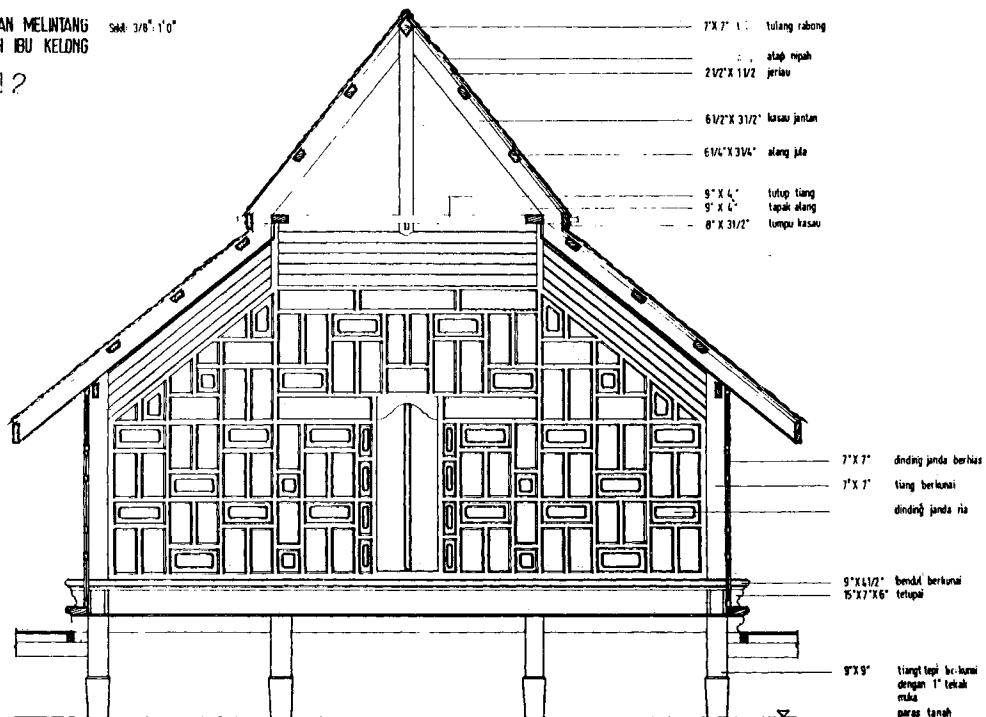 AN MELINTANG Skel: 3/8": 1'0"
H IBU KELONG
12
7" X 7" tulang rabong
atap nipah
2 1/2" X 1 1/2 jeriau
6 1/2" X 3 1/2" kasau jantan
6 1/4" X 3 1/4" alang jula
9" X 4" tutup tiang
9" X 4" tapak alang
8" X 3 1/2" tumpu kasau
7" X 7" dinding janda berhias
7" X 7" tiang berkunai
dinding janda ria
9" X 4 1/2" bendul berkunai
15" X 7" X 6" tetupai
9" X 9" tiang tepi
dengan 1" tekak
muka
paras tanah